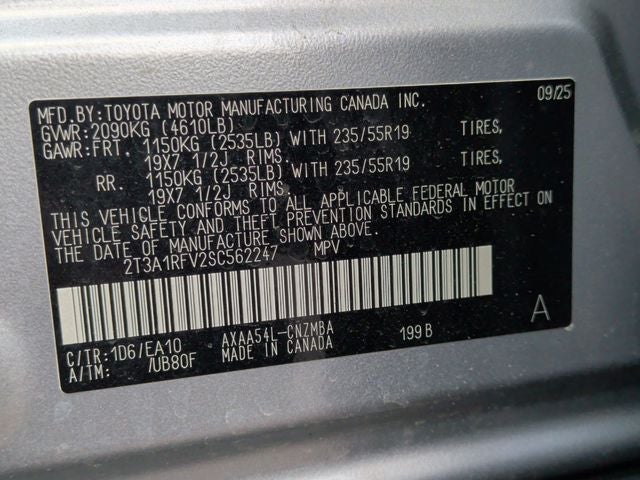 MFD.BY:TOYOTA MOTOR MANUFACTURING CANADA INC. 09/25
GVWR:2090KG (4610LB)
GAWR:FRT. 1150KG (2535LB) WITH 235/55R19 TIRES,
19X7 1/2J RIMS.
RR. 1150KG (2535LB) WITH 235/55R19 TIRES,
19X7 1/2J RIMS.
THIS VEHICLE CONFORMS TO ALL APPLICABLE FEDERAL MOTOR
VEHICLE SAFETY AND THEFT PREVENTION STANDARDS IN EFFECT ON
THE DATE OF MANUFACTURE SHOWN ABOVE.
2T3A1RFV2SC562247 MPV
A
C/TR:1D6/EA10 AXAA54L-CNZMBA 199B
A/TM: /UB80F MADE IN CANADA